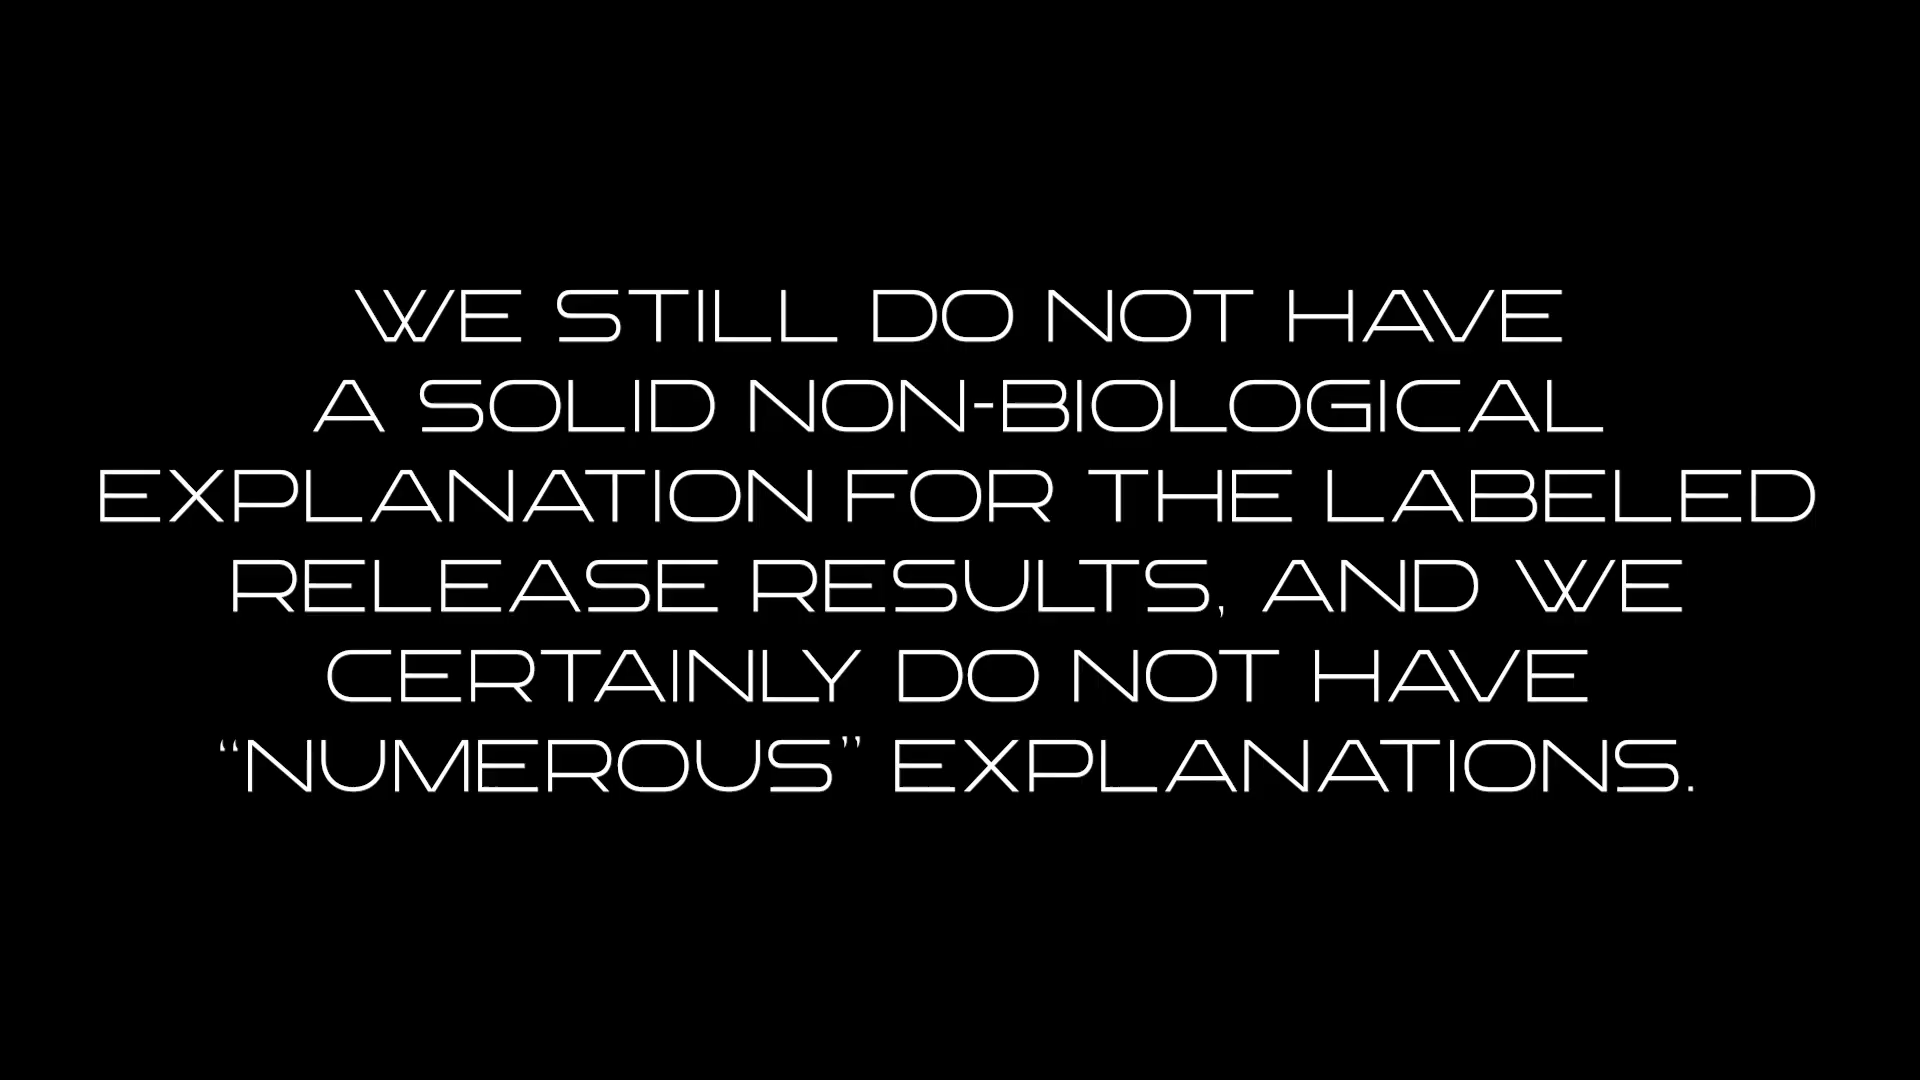 WE STILL DO NOT HAVE
A SOLID NON-BIOLOGICAL
EXPLANATION FOR THE LABELED
RELEASE RESULTS, AND WE
CERTAINLY DO NOT HAVE
“NUMEROUS” EXPLANATIONS.